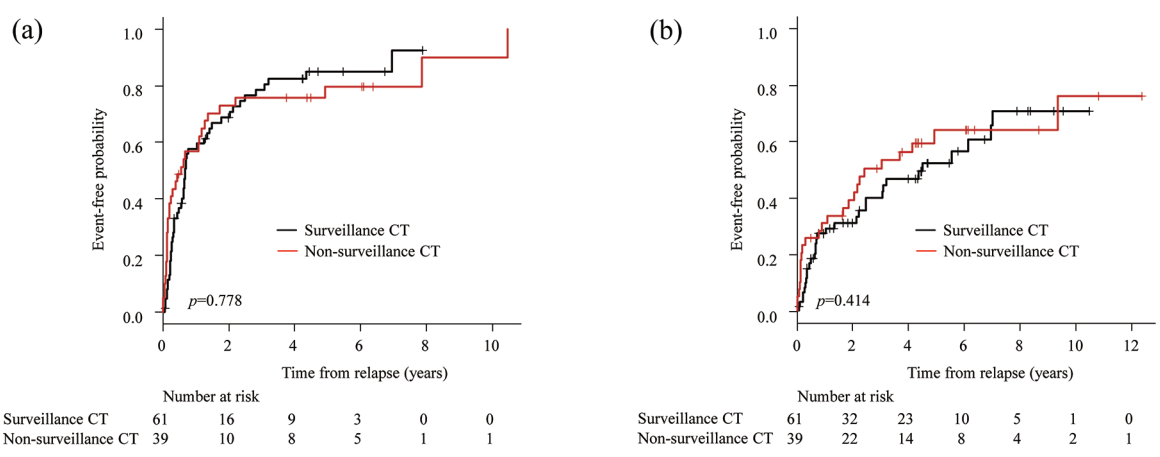 (a)
Event-free probability
1.0
0.8
0.6
0.4
0.2
0.0
Surveillance CT
Non-surveillance CT
p=0.778
0 2 4 6 8 10
Time from relapse (years)
Number at risk
Surveillance CT 61 16 9 3 0 0
Non-surveillance CT 39 10 8 5 1 1
(b)
Event-free probability
1.0
0.8
0.6
0.4
0.2
0.0
Surveillance CT
Non-surveillance CT
p=0.414
0 2 4 6 8 10 12
Time from relapse (years)
Number at risk
Surveillance CT 61 32 23 10 5 1 0
Non-surveillance CT 39 22 14 8 4 2 1